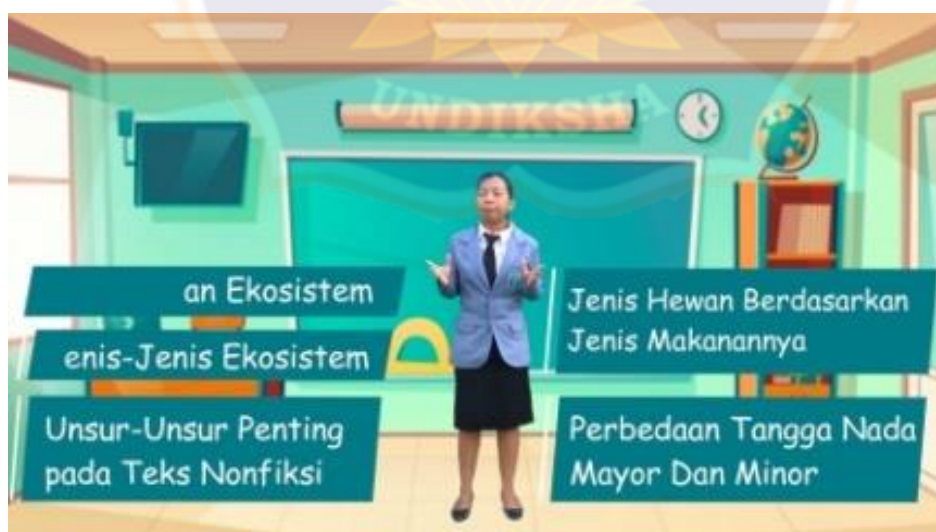 UNDIKSHA
an Ekosistem
enis-Jenis Ekosistem
Unsur-Unsur Penting
pada Teks Nonfiksi
Jenis Hewan Berdasarkan
Jenis Makanannya
Perbedaan Tangga Nada
Mayor Dan Minor